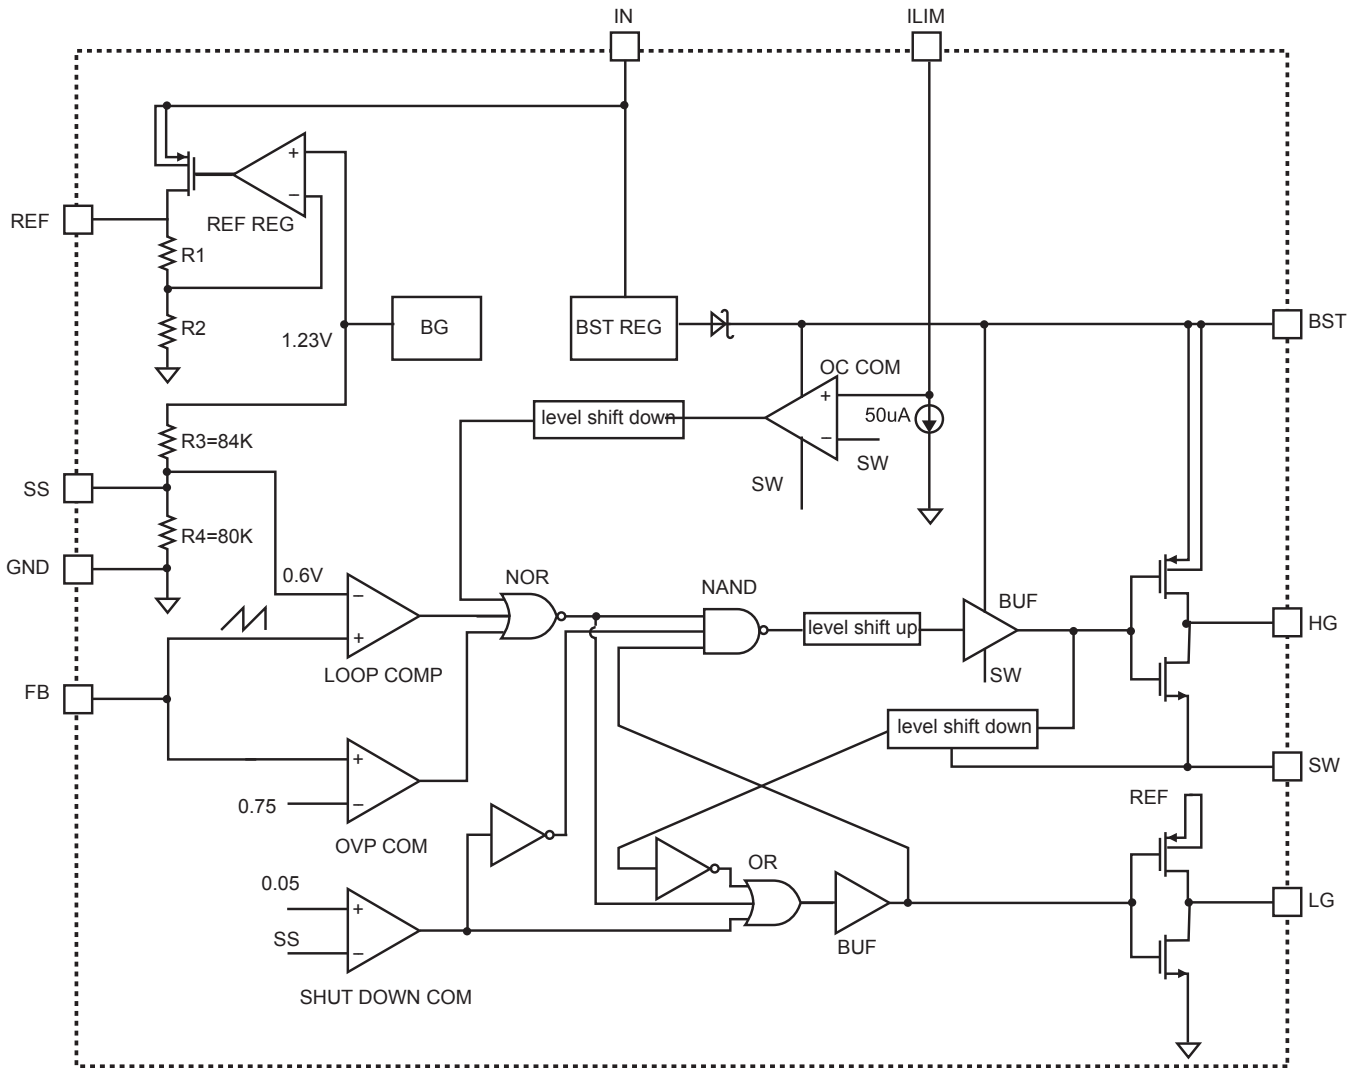 IN
ILIM
+
−
REF
REF REG
R1
R2
1.23V
BG
BST REG
BST
OC COM
+
−
50uA
level shift down
SW
SW
R3=84K
SS
R4=80K
GND
0.6V
NOR
NAND
BUF
−
+
level shift up
HG
SW
LOOP COMP
FB
level shift down
+
−
0.75
SW
REF
OVP COM
OR
0.05
+
SS
−
BUF
LG
SHUT DOWN COM